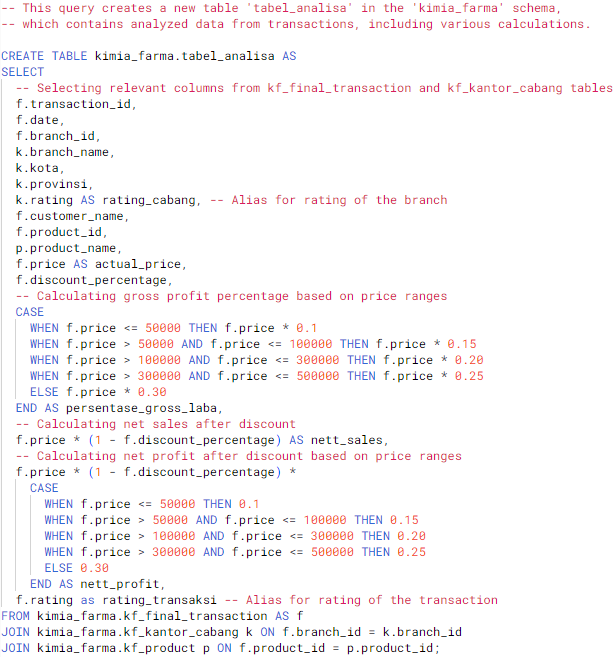 -- This query creates a new table 'tabel_analisa' in the 'kimia_farma' schema,
-- which contains analyzed data from transactions, including various calculations.
CREATE TABLE kimia_farma.tabel_analisa AS
SELECT
-- Selecting relevant columns from kf_final_transaction and kf_kantor_cabang tables
f.transaction_id,
f.date,
f.branch_id,
k.branch_name,
k.kota,
k.provinsi,
k.rating AS rating_cabang, -- Alias for rating of the branch
f.customer_name,
f.product_id,
p.product_name,
f.price AS actual_price,
f.discount_percentage,
-- Calculating gross profit percentage based on price ranges
CASE
WHEN f.price <= 50000 THEN f.price * 0.1
WHEN f.price > 50000 AND f.price <= 100000 THEN f.price * 0.15
WHEN f.price > 100000 AND f.price <= 300000 THEN f.price * 0.20
WHEN f.price > 300000 AND f.price <= 500000 THEN f.price * 0.25
ELSE f.price * 0.30
END AS persentase_gross_laba,
-- Calculating net sales after discount
f.price * (1 - f.discount_percentage) AS nett_sales,
-- Calculating net profit after discount based on price ranges
f.price * (1 - f.discount_percentage) *
CASE
WHEN f.price <= 50000 THEN 0.1
WHEN f.price > 50000 AND f.price <= 100000 THEN 0.15
WHEN f.price > 100000 AND f.price <= 300000 THEN 0.20
WHEN f.price > 300000 AND f.price <= 500000 THEN 0.25
ELSE 0.30
END AS nett_profit,
f.rating as rating_transaksi -- Alias for rating of the transaction
FROM kimia_farma.kf_final_transaction AS f
JOIN kimia_farma.kf_kantor_cabang k ON f.branch_id = k.branch_id
JOIN kimia_farma.kf_product p ON f.product_id = p.product_id;